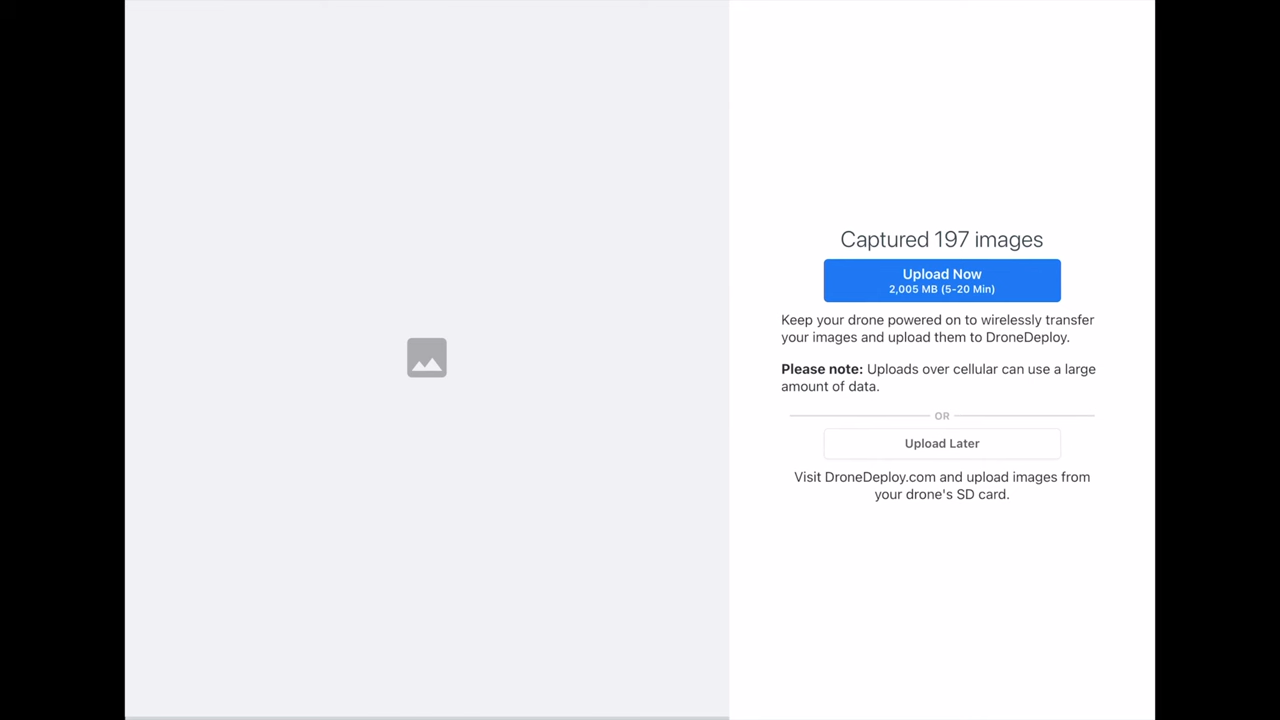 Captured 197 images
Upload Now
2,005 MB (5-20 Min)
Keep your drone powered on to wirelessly transfer
your images and upload them to DroneDeploy.
Please note: Uploads over cellular can use a large
amount of data.
OR
Upload Later
Visit DroneDeploy.com and upload images from
your drone's SD card.